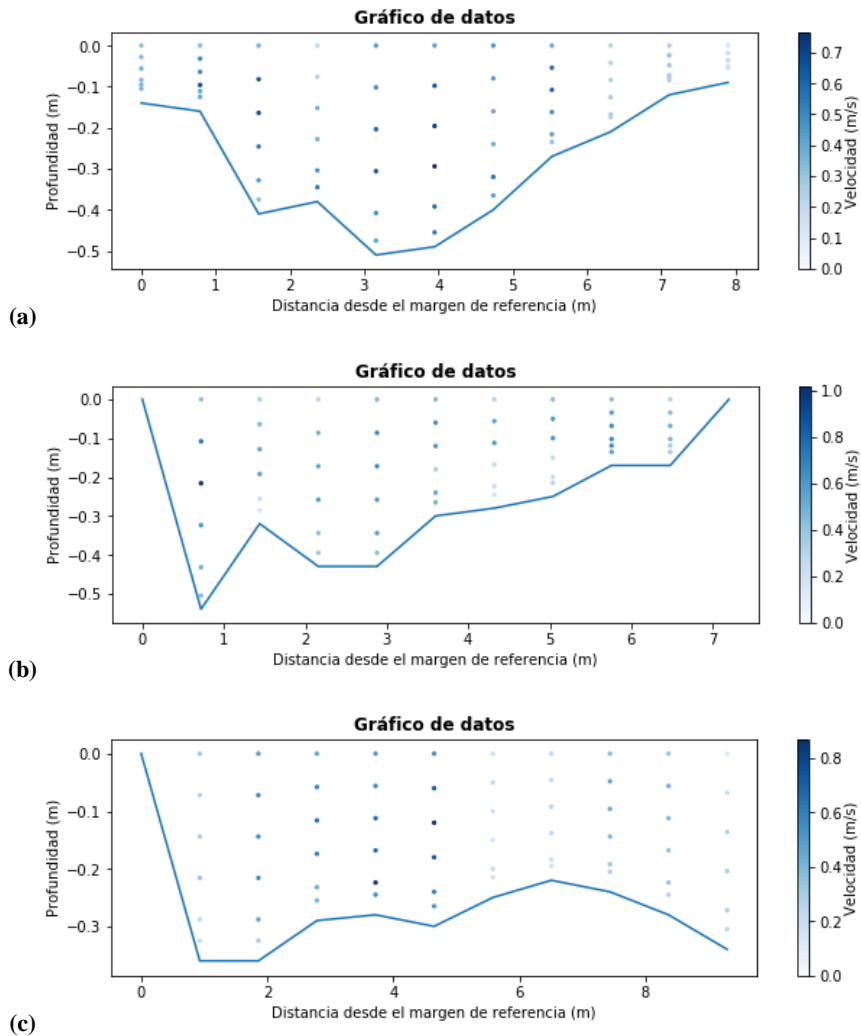 Gráfico de datos
0.0
−0.1
−0.2
−0.3
−0.4
−0.5
Profundidad (m)
0 1 2 3 4 5 6 7 8
Distancia desde el margen de referencia (m)
0.7
0.6
0.5
0.4
0.3
0.2
0.1
0.0
Velocidad (m/s)
(a)
Gráfico de datos
0.0
−0.1
−0.2
−0.3
−0.4
−0.5
Profundidad (m)
0 1 2 3 4 5 6 7
Distancia desde el margen de referencia (m)
1.0
0.8
0.6
0.4
0.2
0.0
Velocidad (m/s)
(b)
Gráfico de datos
0.0
−0.1
−0.2
−0.3
Profundidad (m)
0 2 4 6 8
Distancia desde el margen de referencia (m)
0.8
0.6
0.4
0.2
0.0
Velocidad (m/s)
(c)